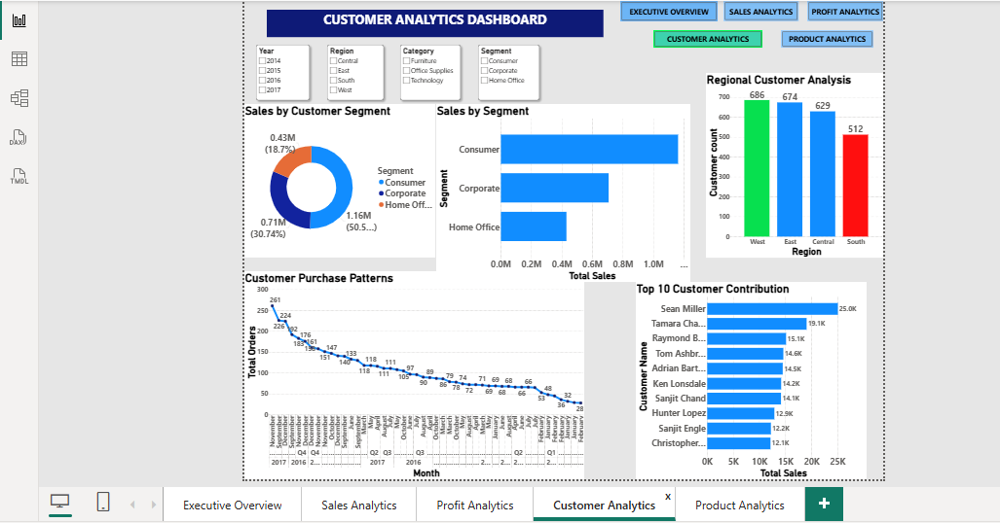 CUSTOMER ANALYTICS DASHBOARD
EXECUTIVE OVERVIEW
SALES ANALYTICS
PROFIT ANALYTICS
CUSTOMER ANALYTICS
PRODUCT ANALYTICS
Year
2014
2015
2016
2017
Region
Central
East
South
West
Category
Furniture
Office Supplies
Technology
Segment
Consumer
Corporate
Home Office
Sales by Customer Segment
0.43M
(18.7%)
0.71M
(30.74%)
1.16M
(50.5...)
Segment
Consumer
Corporate
Home Off...
Sales by Segment
Segment
Consumer
Corporate
Home Office
0.0M 0.2M 0.4M 0.6M 0.8M 1.0M ...
Total Sales
Regional Customer Analysis
Customer count
700
600
500
400
300
200
100
0
686 674 629 512
West East Central South
Region
Customer Purchase Patterns
Total Orders
300
250
200
150
100
50
0
261
226
224
176
151
147
140
133
118
118
111
111
105
97
90
89
86
79
78
74
72
71
69
69
68
68
66
66
53
48
36
32
28
Q4 Q4 Q2 Q3 Q3 Q2 Q1
2017 2016 2... 2017 2016 2... 2... 2... 2...
Month
Top 10 Customer Contribution
Customer Name
Sean Miller 25.0K
Tamara Cha... 19.1K
Raymond B... 15.1K
Tom Ashbr... 14.6K
Adrian Bart... 14.5K
Ken Lonsdale 14.2K
Sanjit Chand 14.1K
Hunter Lopez 12.9K
Sanjit Engle 12.2K
Christopher... 12.1K
0K 5K 10K 15K 20K 25K
Total Sales
DAX
TMDL
Executive Overview
Sales Analytics
Profit Analytics
Customer Analytics
x
Product Analytics
+